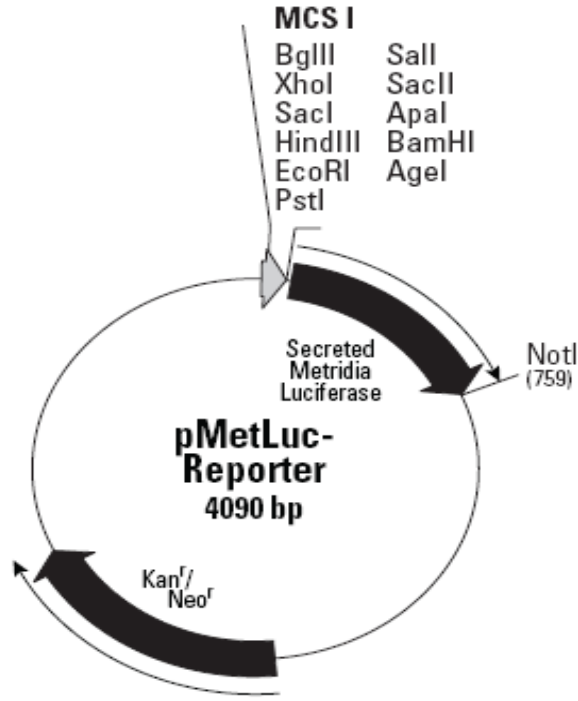 MCS I
BglII SalI
XhoI SacII
SacI ApaI
HindIII BamHI
EcoRI AgeI
PstI
Secreted
Metridia
Luciferase
NotI
(759)
pMetLuc-
Reporter
4090 bp
Kanʳ/
Neoʳ